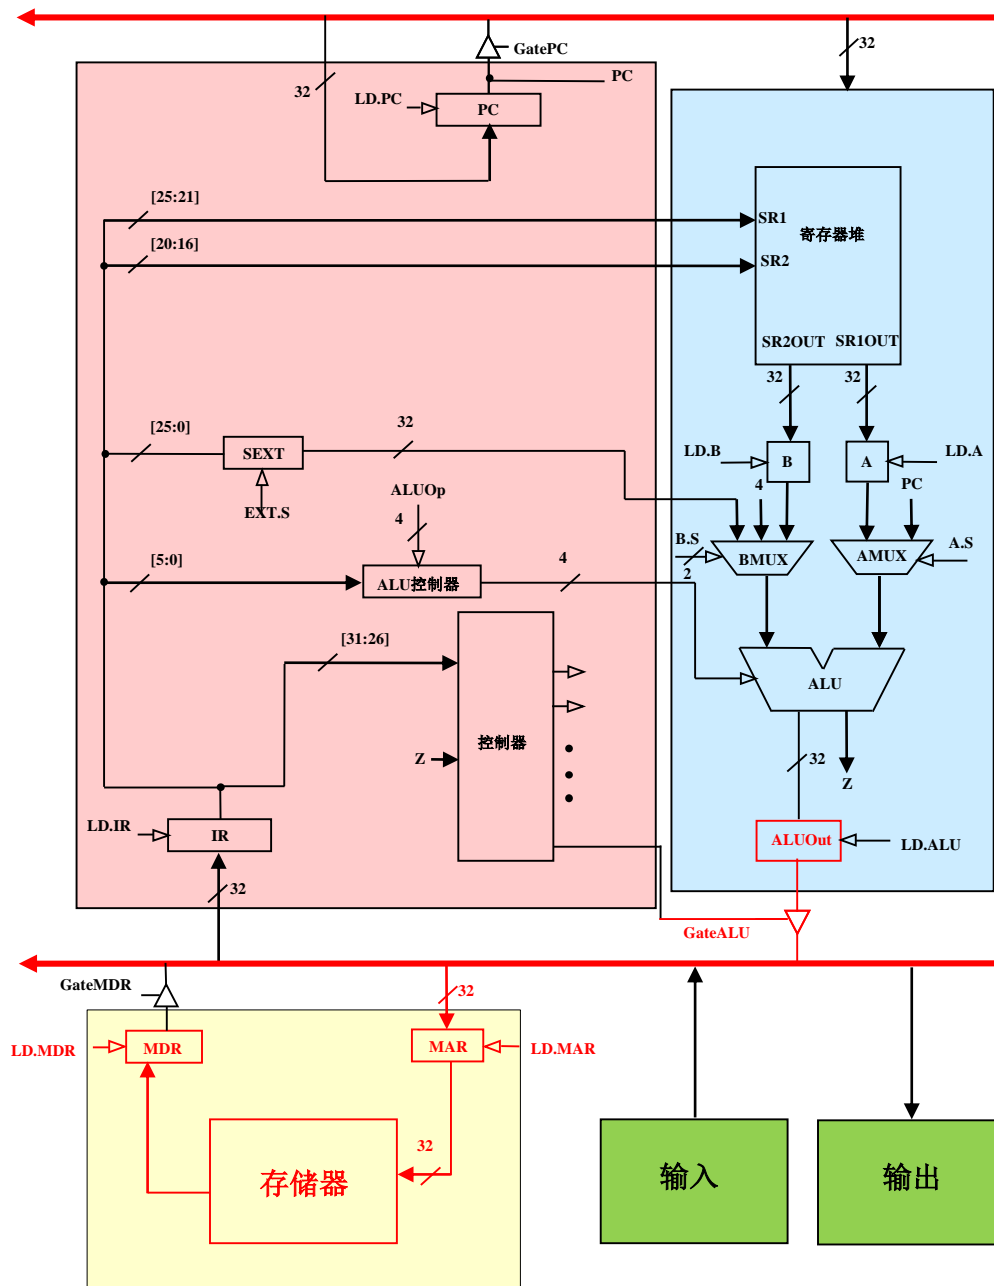 32
GatePC
PC
32
LD.PC
PC
[25:21]
SR1
寄存器堆
[20:16]
SR2
SR2OUT
SR1OUT
32
32
[25:0]
32
SEXT
LD.B
B
A
LD.A
ALUOp
4
PC
EXT.S
4
B.S
A.S
[5:0]
BMUX
AMUX
4
2
ALU控制器
[31:26]
ALU
控制器
Z
32
Z
LD.IR
IR
ALUOut
LD.ALU
32
GateALU
GateMDR
32
LD.MDR
MDR
MAR
LD.MAR
32
存储器
输入
输出